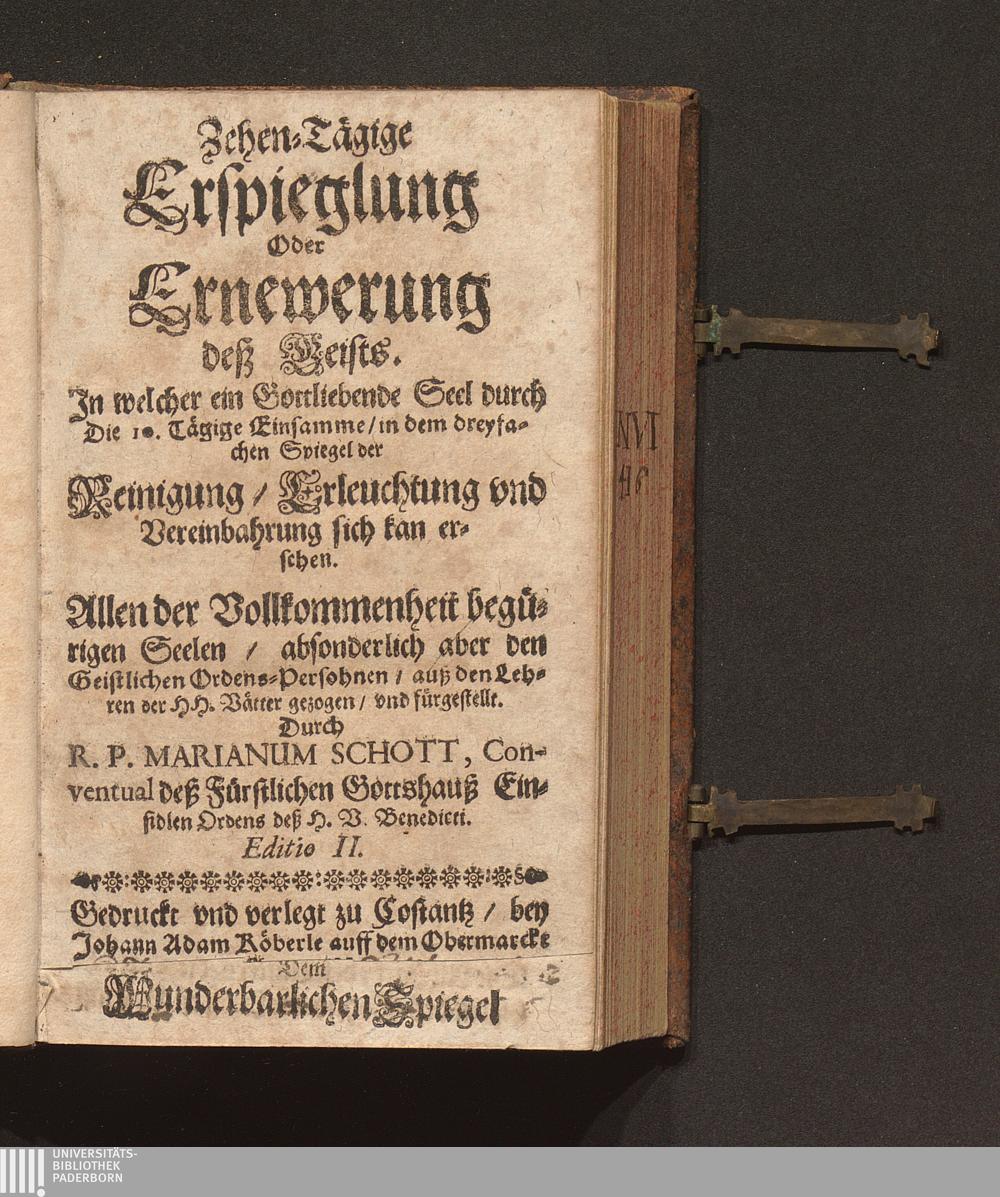 Zehen-Tägige
Erspieglung
Oder
Ernewerung
deß Geists.
In welcher ein Gottliebende Seel durch
Die 10. Tägige Einsamme / in dem dreyfa-
chen Spiegel der
Reinigung / Erleuchtung vnd
Vereinbahrung sich kan er-
sehen.
Allen der Vollkommenheit begü-
rigen Seelen / absonderlich aber den
Geistlichen Ordens-Persohnen / auß den Leh-
ren der HH. Vätter gezogen / vnd fürgestellt.
Durch
R. P. MARIANUM SCHOTT, Con-
ventual deß Fürstlichen Gottshauß Ein-
sidlen Ordens deß H. V. Benedicti.
Editio II.
Gedruckt vnd verlegt zu Costantz / bey
Johann Adam Köberle auff dem Obermarckt
Dem
Wunderbarlichen Spiegel
NVI
46
UNIVERSITÄTS-
BIBLIOTHEK
PADERBORN